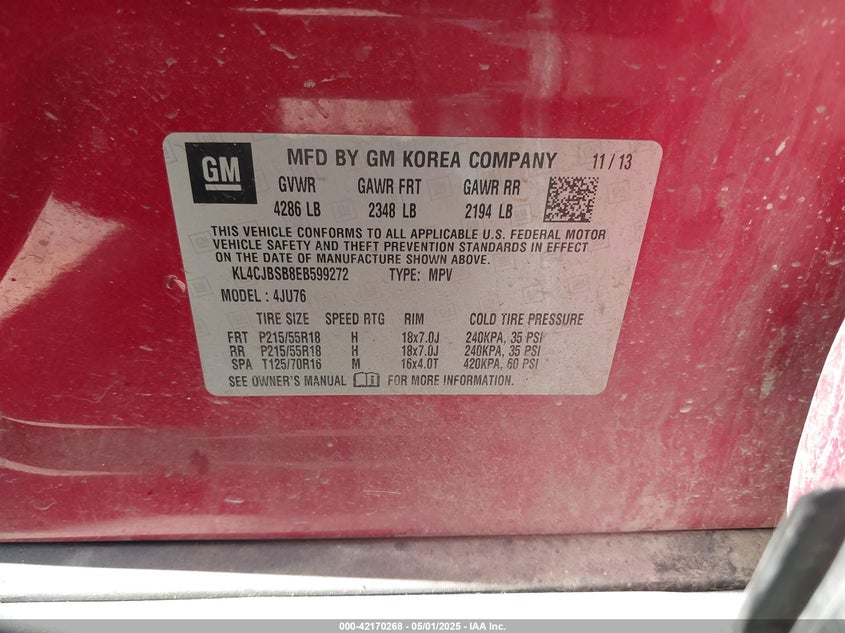 GM MFD BY GM KOREA COMPANY 11/13
GVWR GAWR FRT GAWR RR
4286 LB 2348 LB 2194 LB
THIS VEHICLE CONFORMS TO ALL APPLICABLE U.S. FEDERAL MOTOR
VEHICLE SAFETY AND THEFT PREVENTION STANDARDS IN EFFECT
ON THE DATE OF MANUFACTURE SHOWN ABOVE.
KL4CJBSB8EB599272 TYPE: MPV
MODEL : 4JU76
TIRE SIZE SPEED RTG RIM COLD TIRE PRESSURE
FRT P215/55R18 H 18x7.0J 240KPA, 35 PSI
RR P215/55R18 H 18x7.0J 240KPA, 35 PSI
SPA T125/70R16 M 16x4.0T 420KPA, 60 PSI
SEE OWNER'S MANUAL FOR MORE INFORMATION.
000-42170268 - 05/01/2025 - IAA Inc.